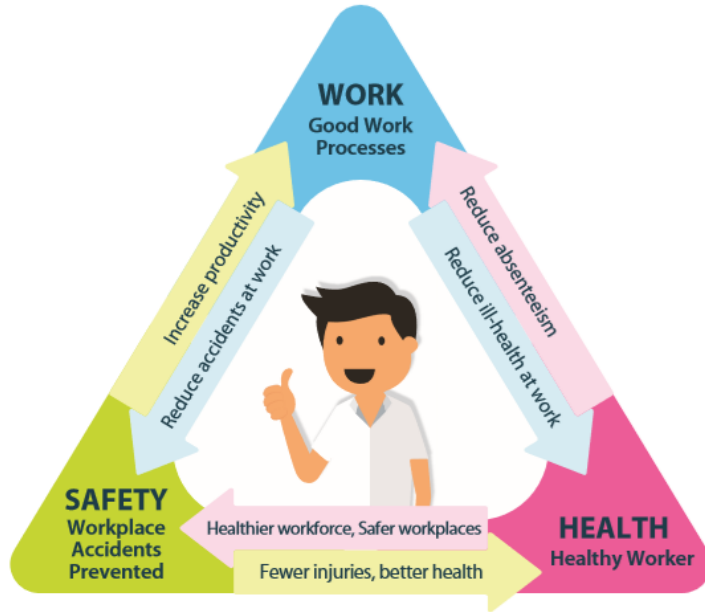 WORK
Good Work
Processes
Increase productivity
Reduce accidents at work
Reduce absenteeism
Reduce ill-health at work
SAFETY
Workplace
Accidents
Prevented
Healthier workforce, Safer workplaces
Fewer injuries, better health
HEALTH
Healthy Worker